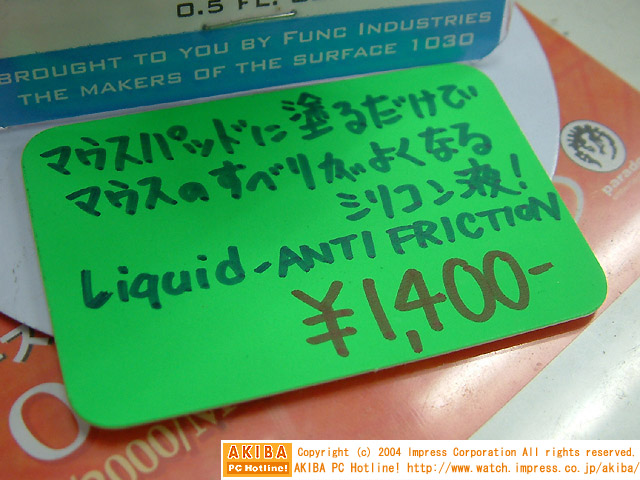 0.5 FL.
BROUGHT TO YOU BY FUNC INDUSTRIES
THE MAKERS OF THE SURFACE 1030
マウスパッドに塗るだけで
マウスのすべりがよくなる
ミリコン液!
Liquid-ANTI FRICTION
¥1,400-
AKIBA
PC Hotline!
Copyright (c) 2004 Impress Corporation All rights reserved.
AKIBA PC Hotline! http://www.watch.impress.co.jp/akiba/